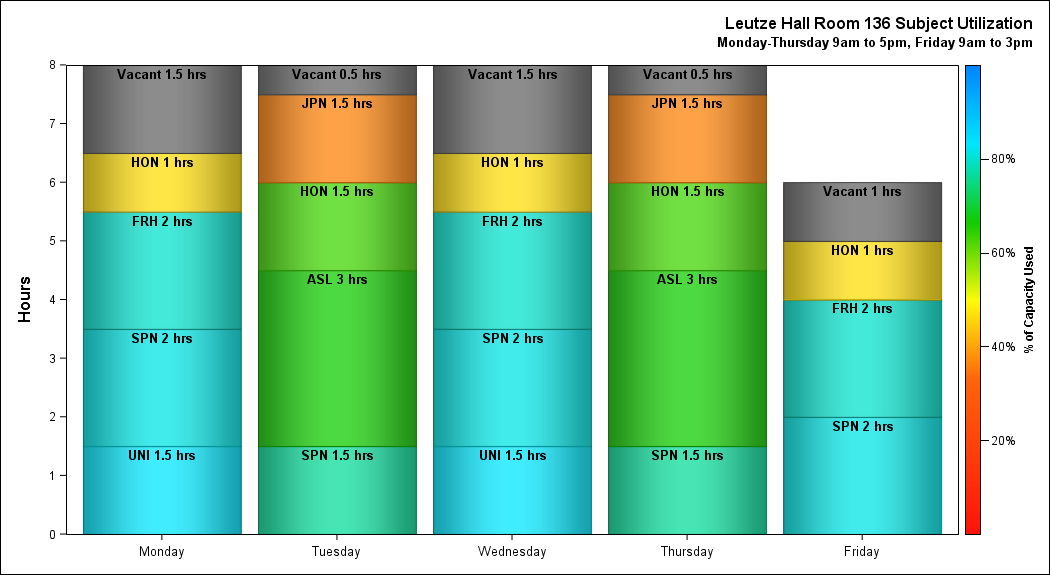 Leutze Hall Room 136 Subject Utilization
Monday-Thursday 9am to 5pm, Friday 9am to 3pm
Hours
8
7
6
5
4
3
2
1
0
Vacant 1.5 hrs
HON 1 hrs
FRH 2 hrs
SPN 2 hrs
UNI 1.5 hrs
Vacant 0.5 hrs
JPN 1.5 hrs
HON 1.5 hrs
ASL 3 hrs
SPN 1.5 hrs
Vacant 1.5 hrs
HON 1 hrs
FRH 2 hrs
SPN 2 hrs
UNI 1.5 hrs
Vacant 0.5 hrs
JPN 1.5 hrs
HON 1.5 hrs
ASL 3 hrs
SPN 1.5 hrs
Vacant 1 hrs
HON 1 hrs
FRH 2 hrs
SPN 2 hrs
Monday Tuesday Wednesday Thursday Friday
80%
60%
40%
20%
% of Capacity Used